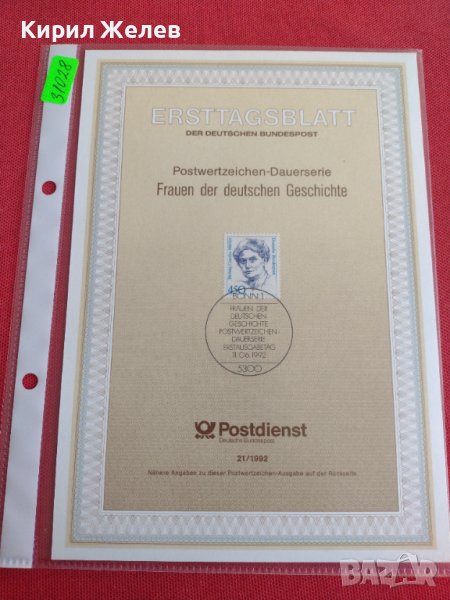 Кирил Желев
31028
ERSTTAGSBLATT
DER DEUTSCHEN BUNDESPOST
Postwertzeichen-Dauerserie
Frauen der deutschen Geschichte
450
BONN 1
FRAUEN DER
DEUTSCHEN
GESCHICHTE
POSTWERTZEICHEN-
DAUERSERIE
ERSTAUSGABETAG
11.06.1992
5300
Postdienst
Deutsche Bundespost
21/1992
Nähere Angaben zu dieser Postwertzeichen-Ausgabe auf der Rückseite.
BAZAR